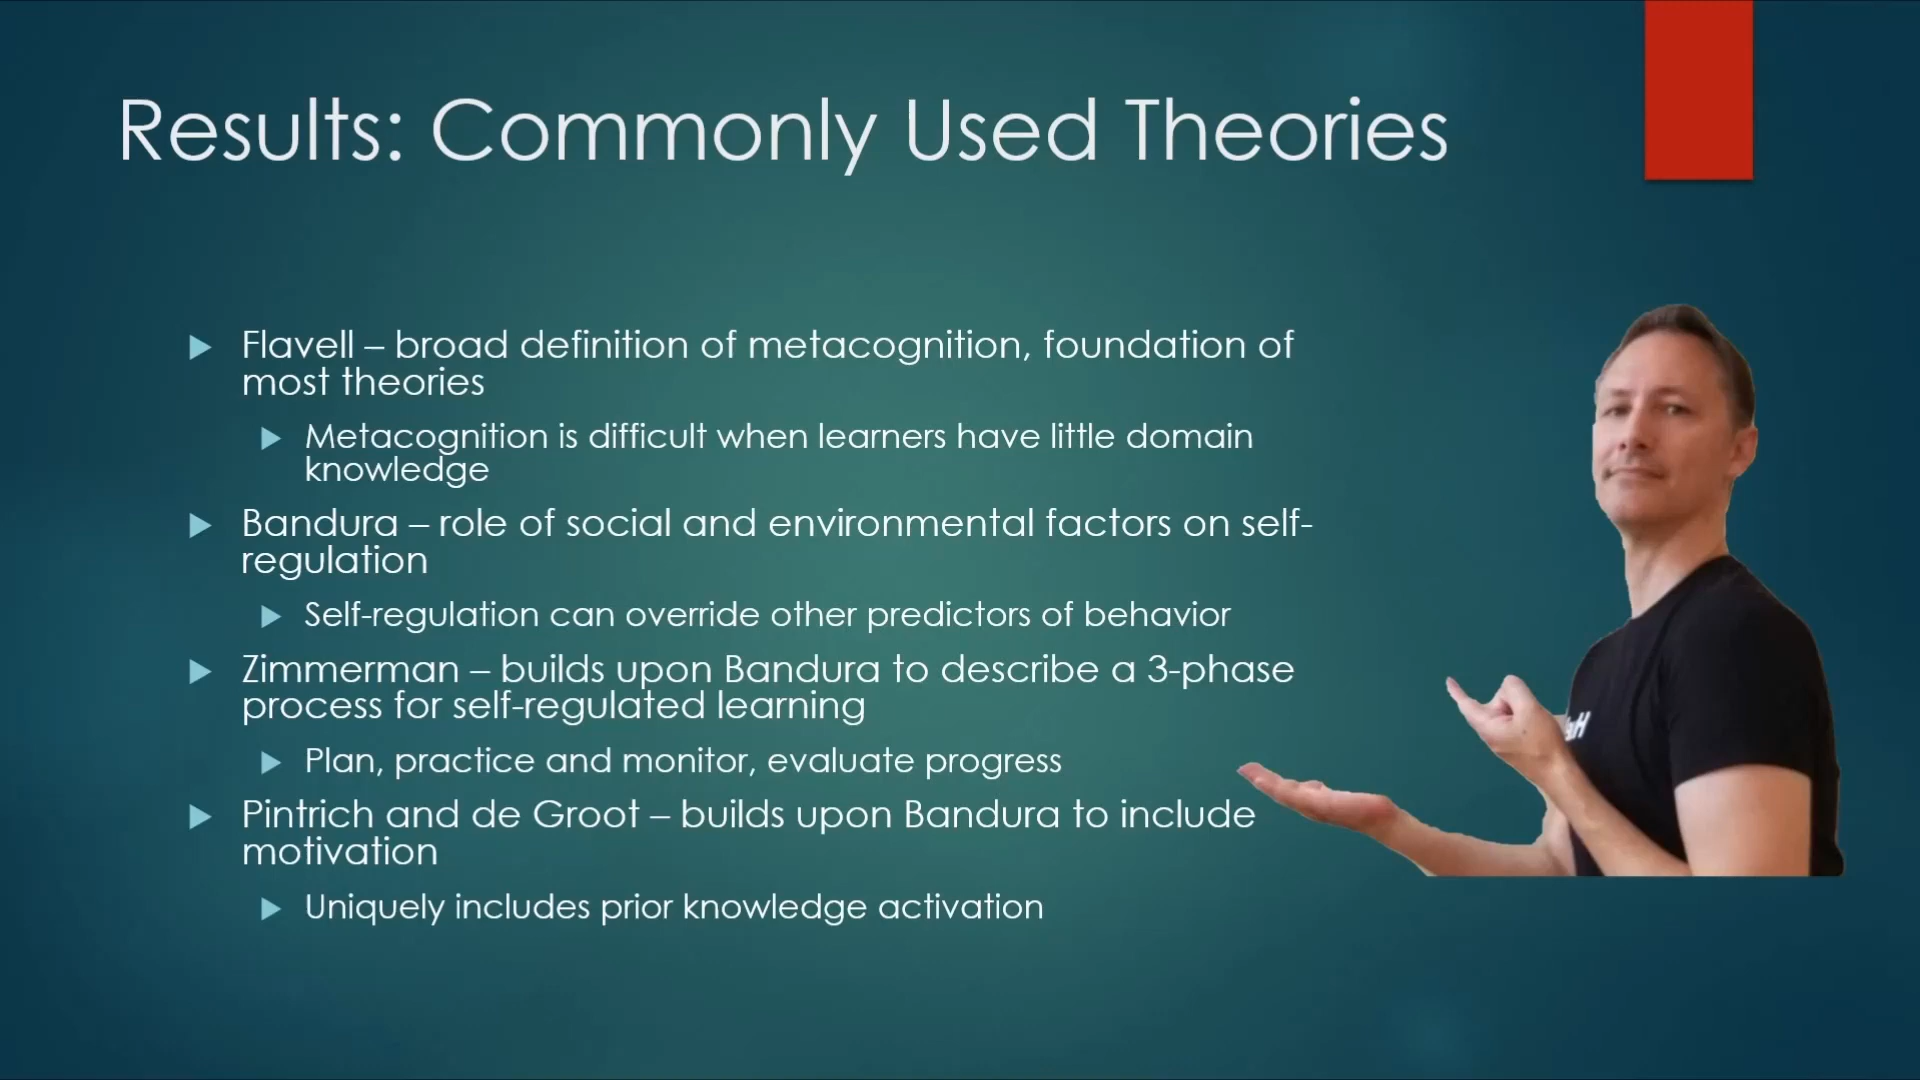 Results: Commonly Used Theories
Flavell – broad definition of metacognition, foundation of
most theories
Metacognition is difficult when learners have little domain
knowledge
Bandura – role of social and environmental factors on self-
regulation
Self-regulation can override other predictors of behavior
Zimmerman – builds upon Bandura to describe a 3-phase
process for self-regulated learning
Plan, practice and monitor, evaluate progress
Pintrich and de Groot – builds upon Bandura to include
motivation
Uniquely includes prior knowledge activation